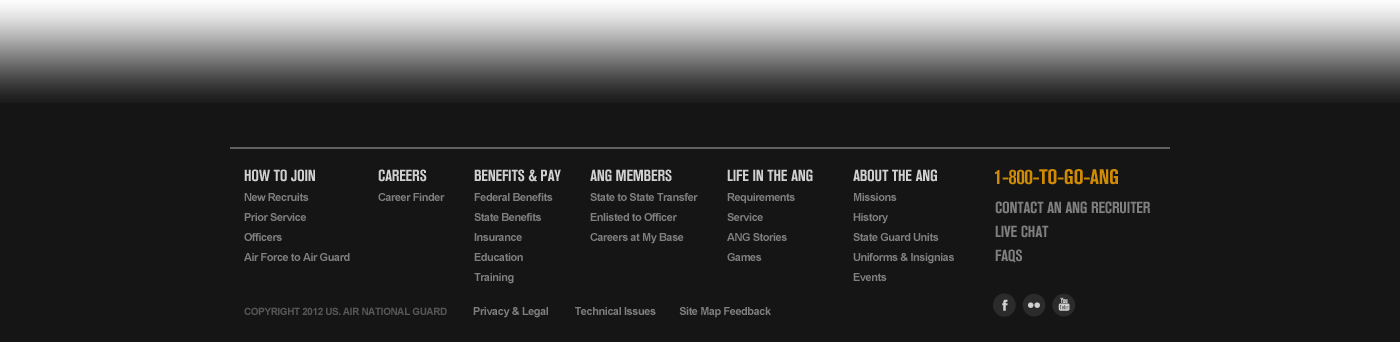 HOW TO JOIN
New Recruits
Prior Service
Officers
Air Force to Air Guard
CAREERS
Career Finder
BENEFITS & PAY
Federal Benefits
State Benefits
Insurance
Education
Training
ANG MEMBERS
State to State Transfer
Enlisted to Officer
Careers at My Base
LIFE IN THE ANG
Requirements
Service
ANG Stories
Games
ABOUT THE ANG
Missions
History
State Guard Units
Uniforms & Insignias
Events
1-800-TO-GO-ANG
CONTACT AN ANG RECRUITER
LIVE CHAT
FAQS
f
You Tube
COPYRIGHT 2012 US. AIR NATIONAL GUARD Privacy & Legal Technical Issues Site Map Feedback